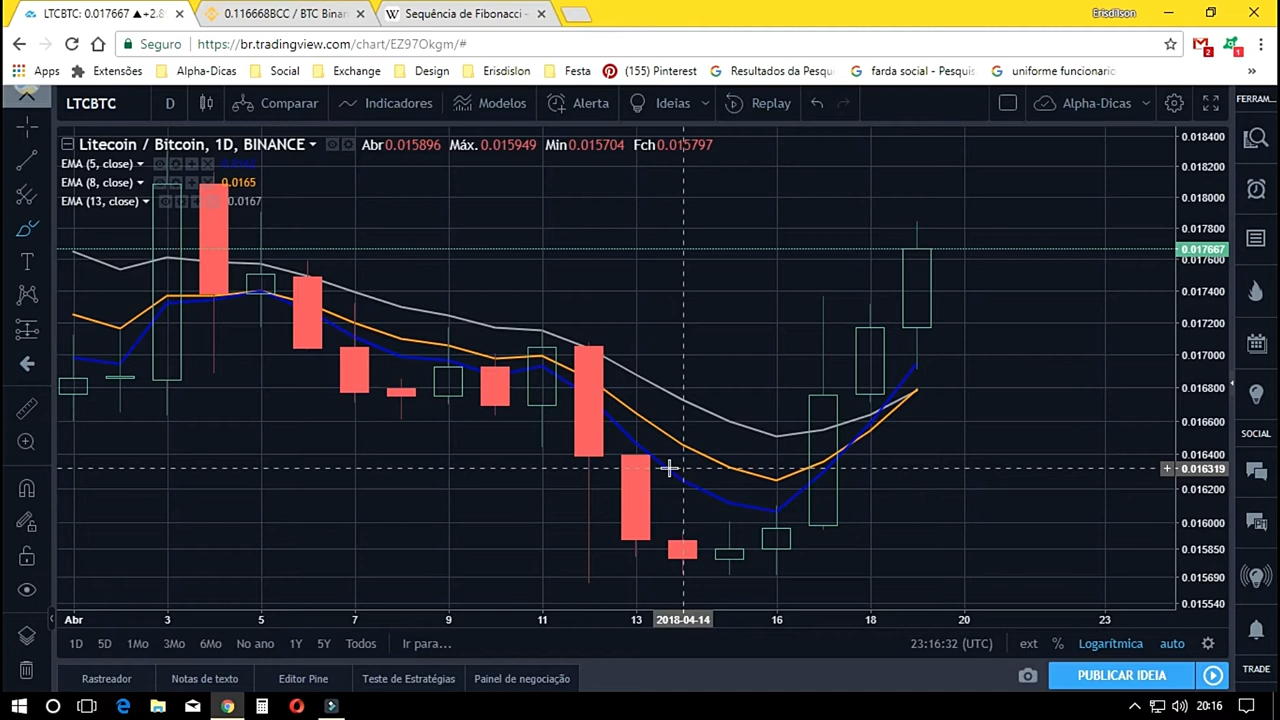 LTCBTC: 0.017667 ▲+2.8
0.116668BCC / BTC Binan
Sequência de Fibonacci -
Erisdilson
Seguro
https://br.tradingview.com/chart/EZ97Okgm/#
2
1
Apps
Extensões
Alpha-Dicas
Social
Exchange
Design
Erisdislon
Festa
(155) Pinterest
Resultados da Pesqu
farda social - Pesquis
uniforme funcionario
»
LTCBTC
D
Comparar
Indicadores
Modelos
Alerta
Ideias
Replay
Alpha-Dicas
FERRAM.
Litecoin / Bitcoin, 1D, BINANCE
Abr 0.015896 Máx. 0.015949 Min 0.015704 Fch 0.015797
EMA (5, close)
EMA (8, close) 0.0165
EMA (13, close) 0.0167
0.018400
0.018200
0.018000
0.017800
0.017667
0.017600
0.017400
0.017200
0.017000
0.016800
0.016600
0.016400
0.016319
0.016200
0.016000
0.015850
0.015690
0.015540
SOCIAL
TRADE
Abr 3 5 7 9 11 13 2018-04-14 16 18 20 23
1D 5D 1Mo 3Mo 6Mo No ano 1Y 5Y Todos Ir para...
23:16:32 (UTC) ext % Logarítmica auto
Rastreador
Notas de texto
Editor Pine
Teste de Estratégias
Painel de negociação
PUBLICAR IDEIA
20:16